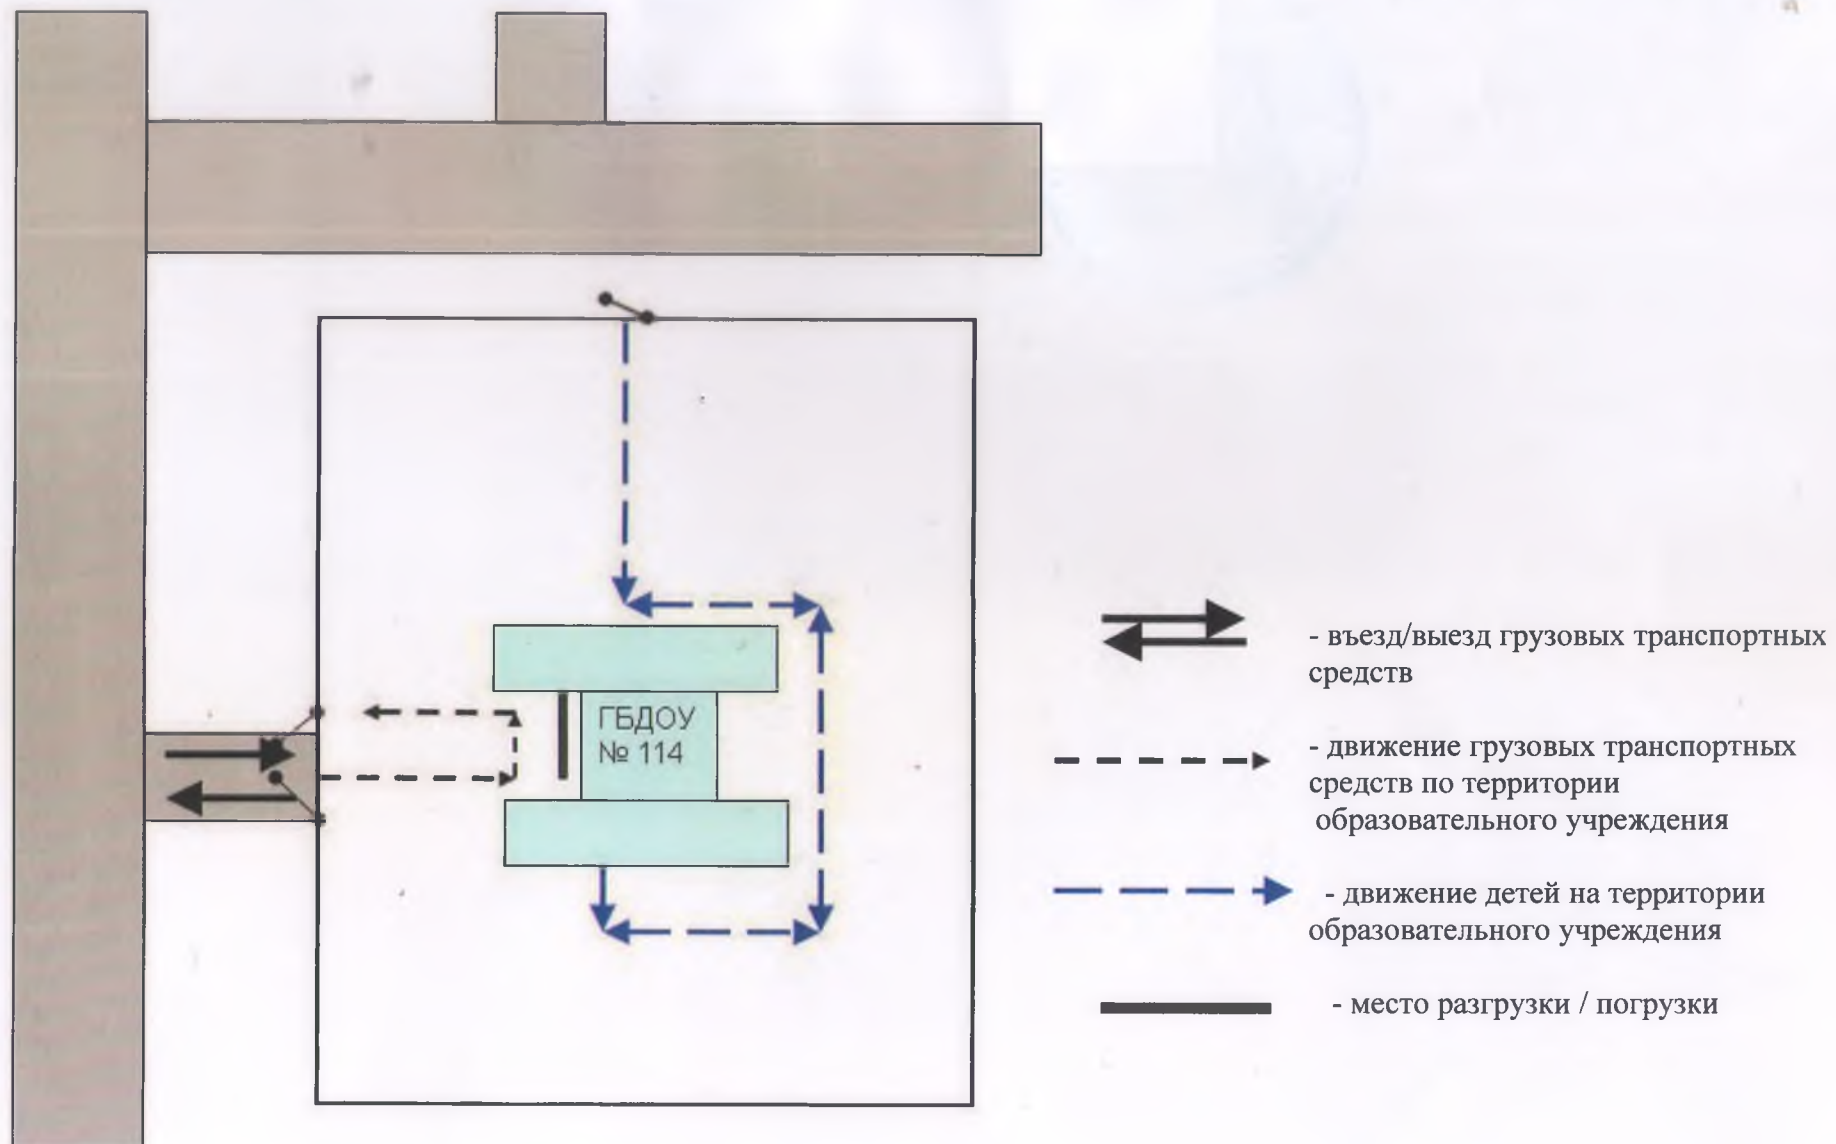 ГБДОУ
№ 114
- въезд/выезд грузовых транспортных
средств
- движение грузовых транспортных
средств по территории
образовательного учреждения
- движение детей на территории
образовательного учреждения
- место разгрузки / погрузки